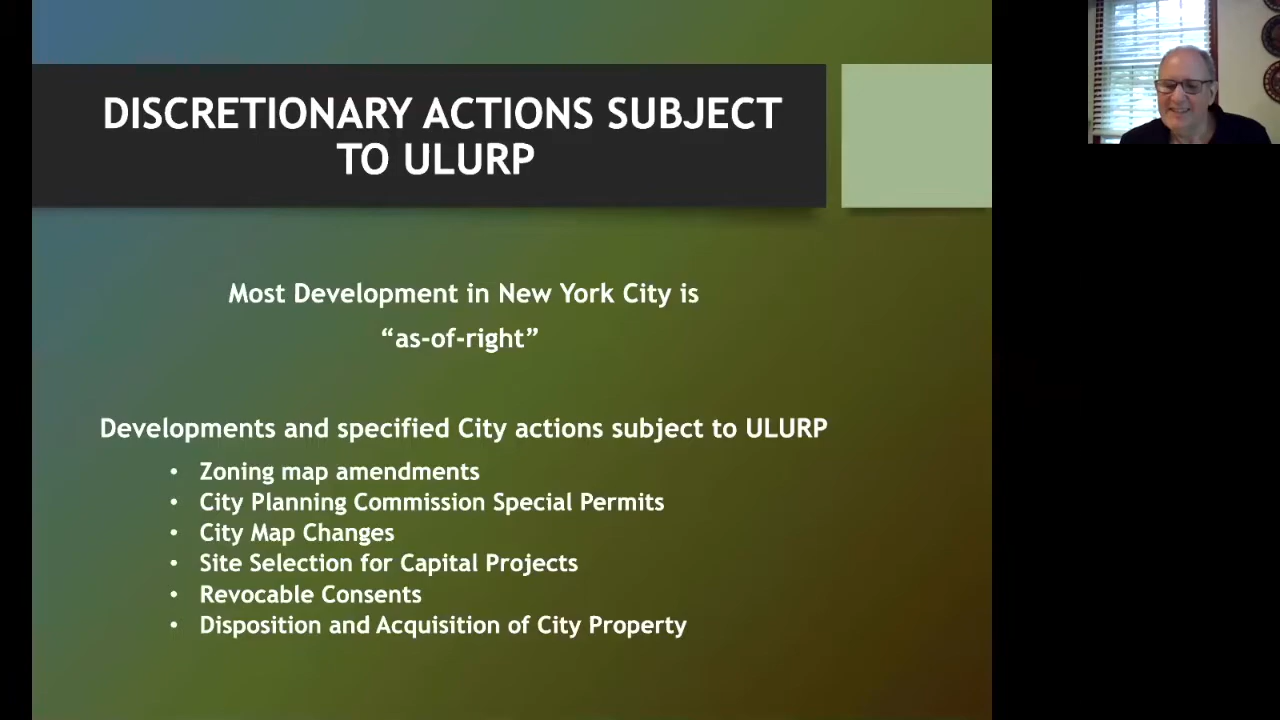 DISCRETIONARY ACTIONS SUBJECT
TO ULURP
Most Development in New York City is
“as-of-right”
Developments and specified City actions subject to ULURP
• Zoning map amendments
• City Planning Commission Special Permits
• City Map Changes
• Site Selection for Capital Projects
• Revocable Consents
• Disposition and Acquisition of City Property